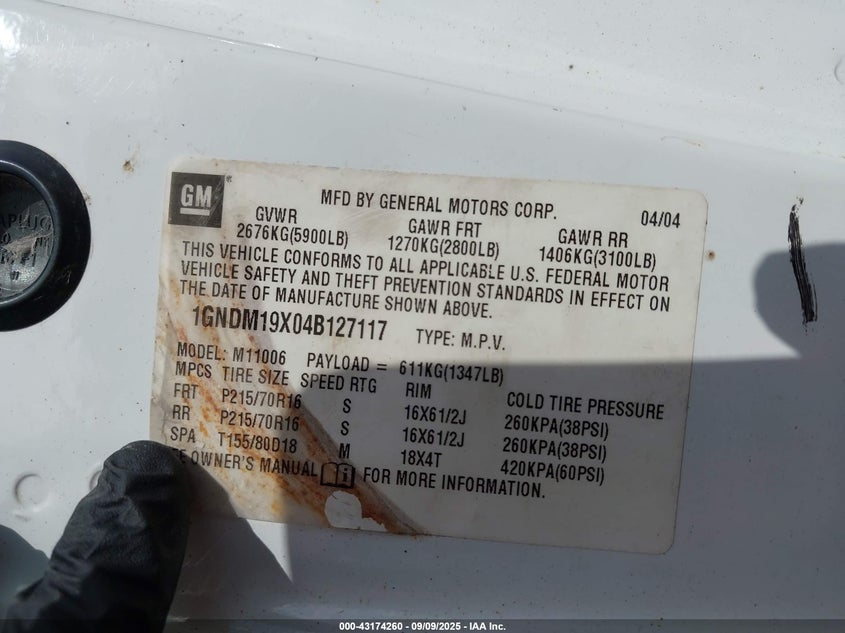 GM
MFD BY GENERAL MOTORS CORP. 04/04
GVWR GAWR FRT GAWR RR
2676KG(5900LB) 1270KG(2800LB) 1406KG(3100LB)
THIS VEHICLE CONFORMS TO ALL APPLICABLE U.S. FEDERAL MOTOR
VEHICLE SAFETY AND THEFT PREVENTION STANDARDS IN EFFECT ON
THE DATE OF MANUFACTURE SHOWN ABOVE.
1GNDM19X04B127117 TYPE: M.P.V.
MODEL: M11006 PAYLOAD = 611KG(1347LB)
MPCS TIRE SIZE SPEED RTG RIM COLD TIRE PRESSURE
FRT P215/70R16 S 16X61/2J 260KPA(38PSI)
RR P215/70R16 S 16X61/2J 260KPA(38PSI)
SPA T155/80D18 M 18X4T 420KPA(60PSI)
OWNER'S MANUAL FOR MORE INFORMATION.
000-43174260 - 09/09/2025 - IAA Inc.